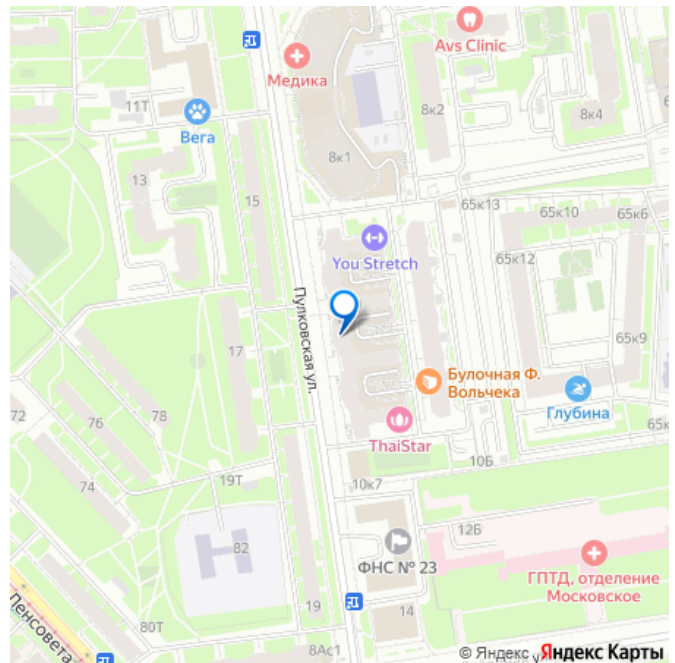 Avs Clinic
Медика
11Т
8к2
8к4
Вега
8к1
13
15
65к13
65к10
65к6
You Stretch
65к12
Пулковская ул.
65к9
17
Булочная Ф.
Вольчека
Глубина
72
76
78
ThaiStar
65к
10Б
74
19Т
10к7
12Б
82
ФНС № 23
ГПТД, отделение
Московское
19
14
80Т
Ленсовета
8Ас1
© Яндекс
Яндекс Карты